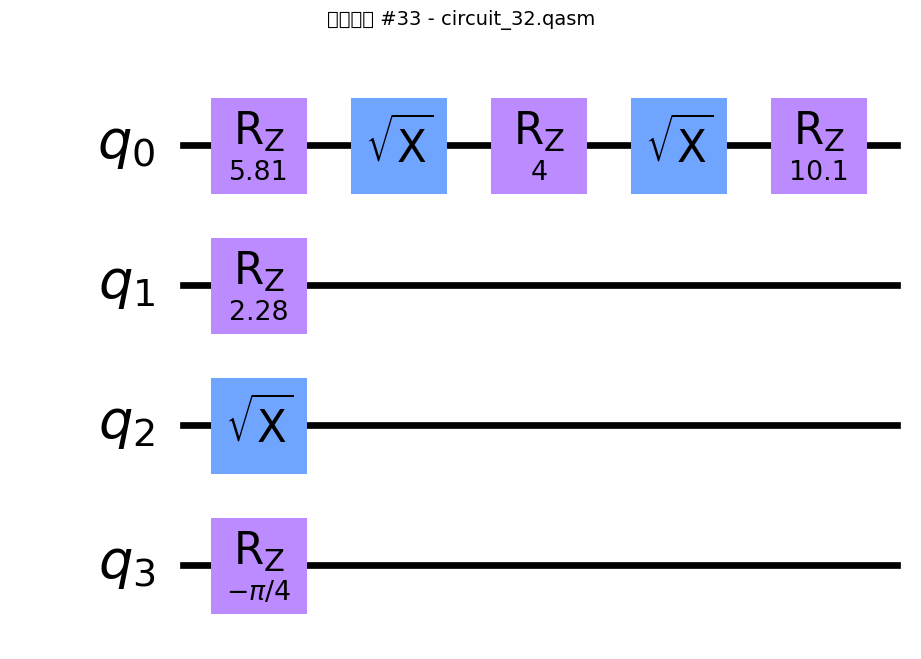 #33 - circuit_32.qasm
q0 RZ 5.81 √X RZ 4 √X RZ 10.1
q1 RZ 2.28
q2 √X
q3 RZ −π/4